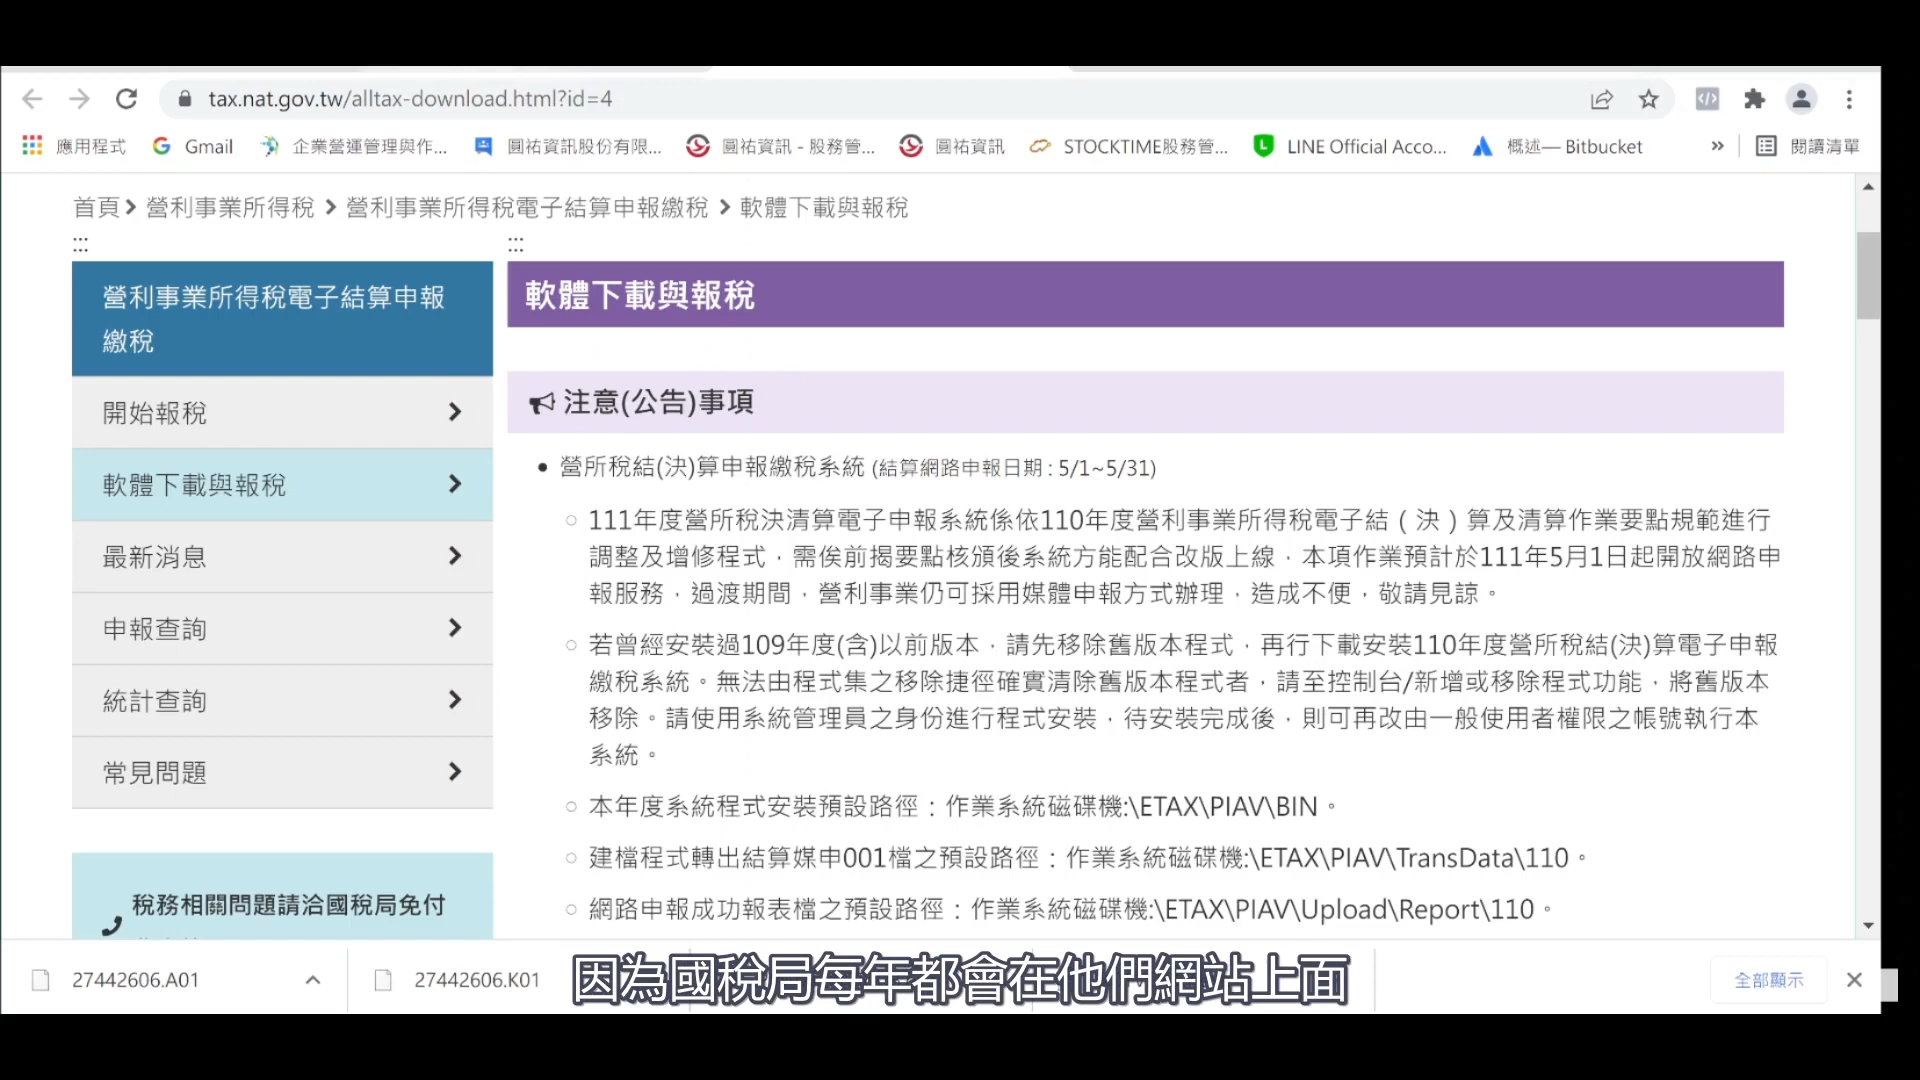 tax.nat.gov.tw/alltax-download.html?id=4
應用程式
Gmail
企業營運管理與作...
圓祐資訊股份有限...
圓祐資訊 - 股務管...
圓祐資訊
STOCKTIME股務管...
LINE Official Acco...
概述— Bitbucket
»
閱讀清單
首頁 > 營利事業所得稅 > 營利事業所得稅電子結算申報繳稅 > 軟體下載與報稅
:::
:::
營利事業所得稅電子結算申報
繳稅
開始報稅
軟體下載與報稅
最新消息
申報查詢
統計查詢
常見問題
稅務相關問題請洽國稅局免付
軟體下載與報稅
注意(公告)事項
營所稅結(決)算申報繳稅系統 (結算網路申報日期 : 5/1~5/31)
111年度營所稅決清算電子申報系統係依110年度營利事業所得稅電子結（決）算及清算作業要點規範進行
調整及增修程式，需俟前揭要點核頒後系統方能配合改版上線，本項作業預計於111年5月1日起開放網路申
報服務，過渡期間，營利事業仍可採用媒體申報方式辦理，造成不便，敬請見諒。
若曾經安裝過109年度(含)以前版本，請先移除舊版本程式，再行下載安裝110年度營所稅結(決)算電子申報
繳稅系統。無法由程式集之移除捷徑確實清除舊版本程式者，請至控制台/新增或移除程式功能，將舊版本
移除。請使用系統管理員之身份進行程式安裝，待安裝完成後，則可再改由一般使用者權限之帳號執行本
系統。
本年度系統程式安裝預設路徑：作業系統磁碟機:\ETAX\PIAV\BIN。
建檔程式轉出結算媒申001檔之預設路徑：作業系統磁碟機:\ETAX\PIAV\TransData\110。
網路申報成功報表檔之預設路徑：作業系統磁碟機:\ETAX\PIAV\Upload\Report\110。
27442606.A01
27442606.K01
因為國稅局每年都會在他們網站上面
全部顯示